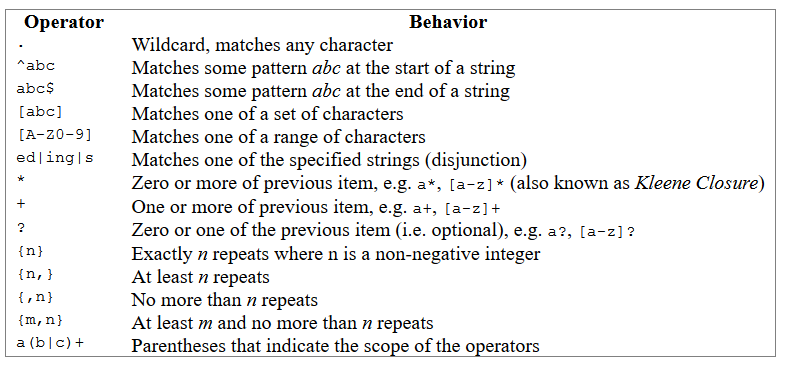 Operator Behavior
. Wildcard, matches any character
^abc Matches some pattern abc at the start of a string
abc$ Matches some pattern abc at the end of a string
[abc] Matches one of a set of characters
[A-Z0-9] Matches one of a range of characters
ed|ing|s Matches one of the specified strings (disjunction)
* Zero or more of previous item, e.g. a*, [a-z]* (also known as Kleene Closure)
+ One or more of previous item, e.g. a+, [a-z]+
? Zero or one of the previous item (i.e. optional), e.g. a?, [a-z]?
{n} Exactly n repeats where n is a non-negative integer
{n,} At least n repeats
{,n} No more than n repeats
{m,n} At least m and no more than n repeats
a(b|c)+ Parentheses that indicate the scope of the operators